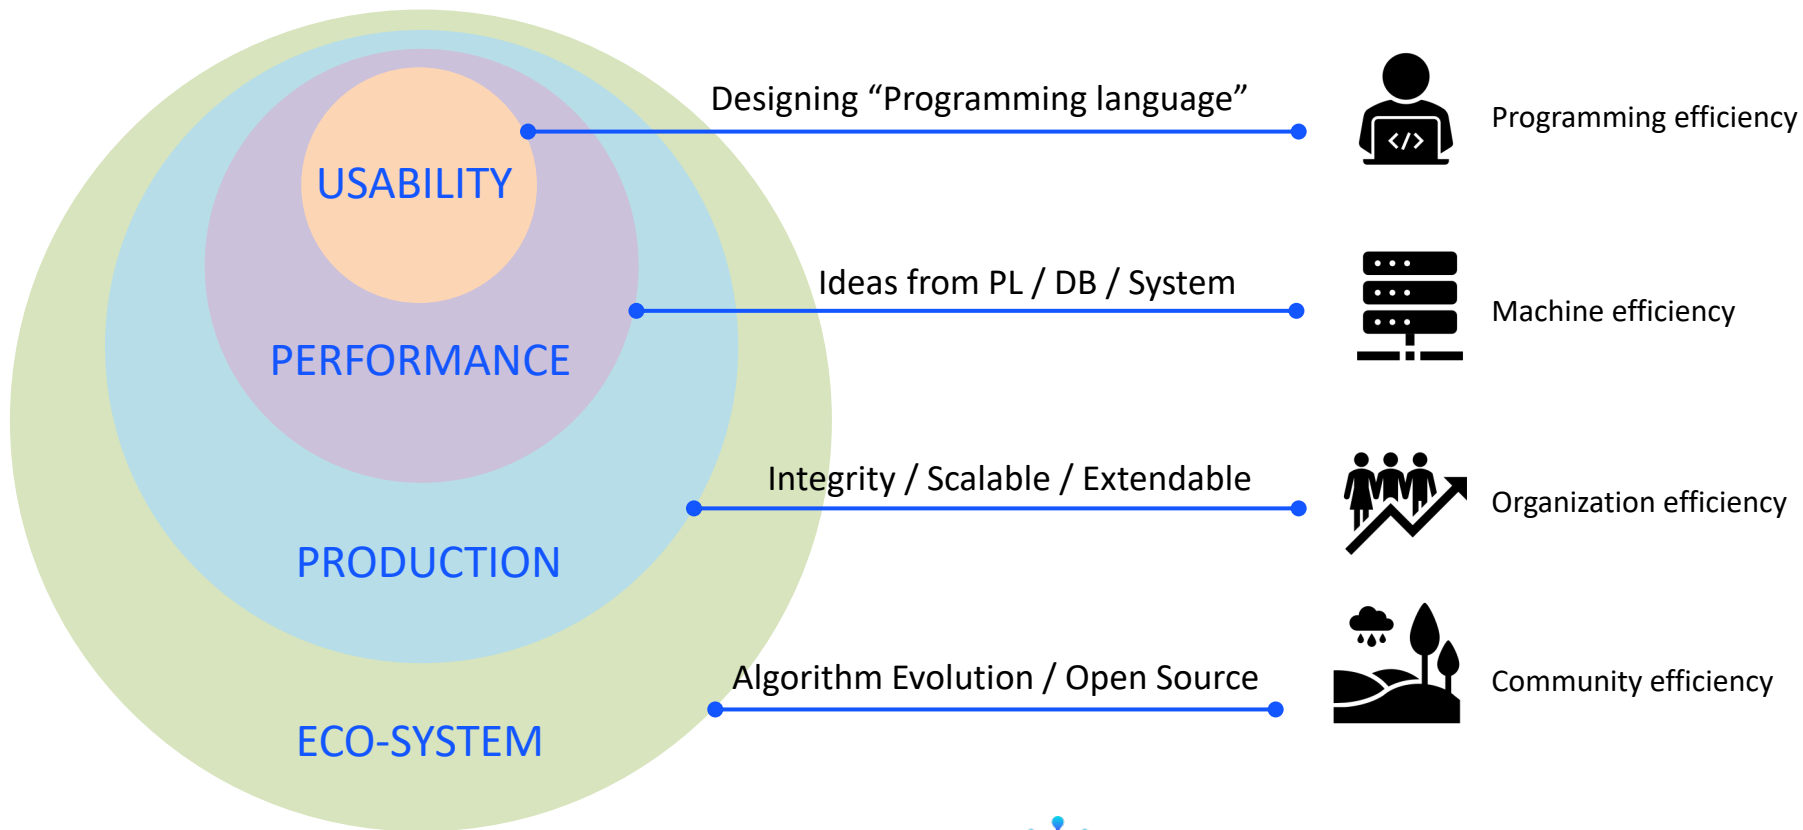 Designing “Programming language”
Programming efficiency
USABILITY
</>
Ideas from PL / DB / System
Machine efficiency
PERFORMANCE
Integrity / Scalable / Extendable
Organization efficiency
PRODUCTION
Algorithm Evolution / Open Source
Community efficiency
ECO-SYSTEM